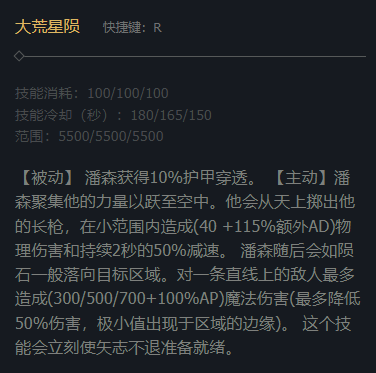 大荒星陨 快捷键：R
技能消耗：100/100/100
技能冷却（秒）：180/165/150
范围：5500/5500/5500
【被动】 潘森获得10%护甲穿透。 【主动】潘
森聚集他的力量以跃至空中。他会从天上掷出他
的长枪，在小范围内造成(40 +115%额外AD)物
理伤害和持续2秒的50%减速。 潘森随后会如陨
石一般落向目标区域。对一条直线上的敌人最多
造成(300/500/700+100%AP)魔法伤害(最多降低
50%伤害，极小值出现于区域的边缘)。 这个技
能会立刻使矢志不退准备就绪。